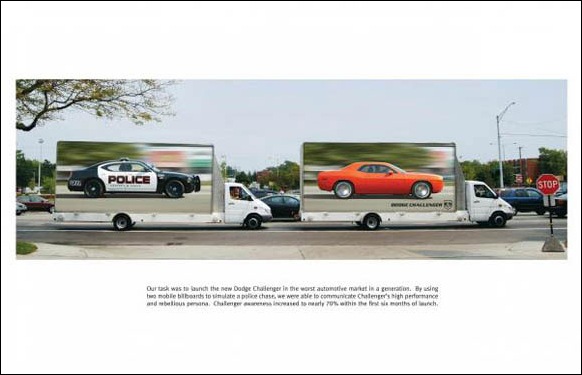 POLICE
DODGE CHALLENGER
STOP
Our task was to launch the new Dodge Challenger in the worst automotive market in a generation. By using
two mobile billboards to simulate a police chase, we were able to communicate Challenger's high performance
and rebellious persona. Challenger awareness increased to nearly 70% within the first six months of launch.